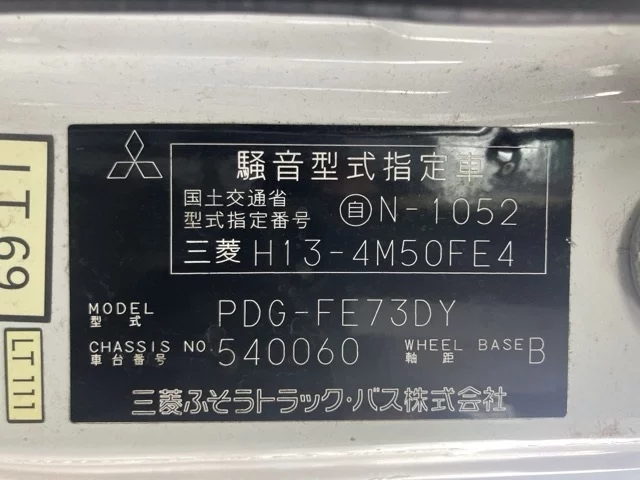 騒音型式指定車
国土交通省
型式指定番号 自 N-1052
三菱 H13-4M50FE4
MODEL
型式 PDG-FE73DY
CHASSIS NO.
車台番号 540060 WHEEL BASE
軸距 B
三菱ふそうトラック・バス株式会社
LT69
LT111